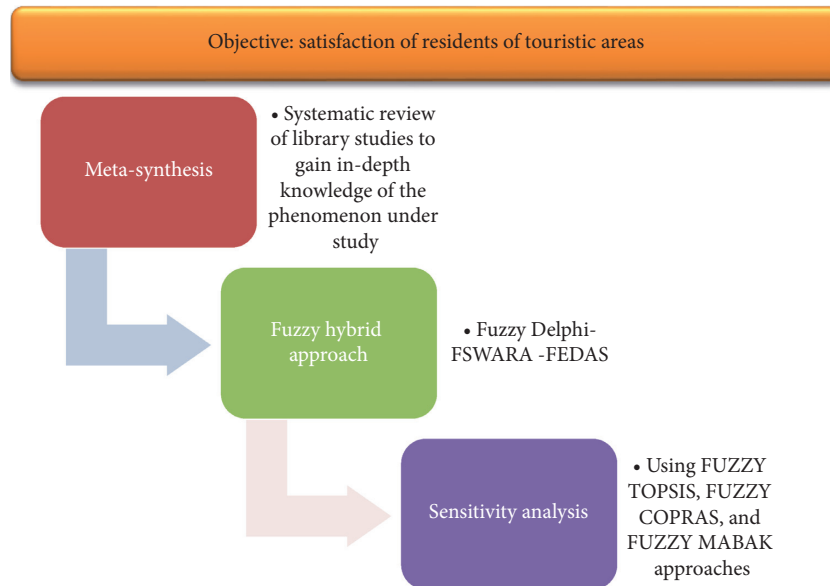 Objective: satisfaction of residents of touristic areas
Meta-synthesis
• Systematic review
of library studies to
gain in-depth
knowledge of the
phenomenon under
study
Fuzzy hybrid
approach
• Fuzzy Delphi-
FSWARA -FEDAS
Sensitivity analysis
• Using FUZZY
TOPSIS, FUZZY
COPRAS, and
FUZZY MABAK
approaches